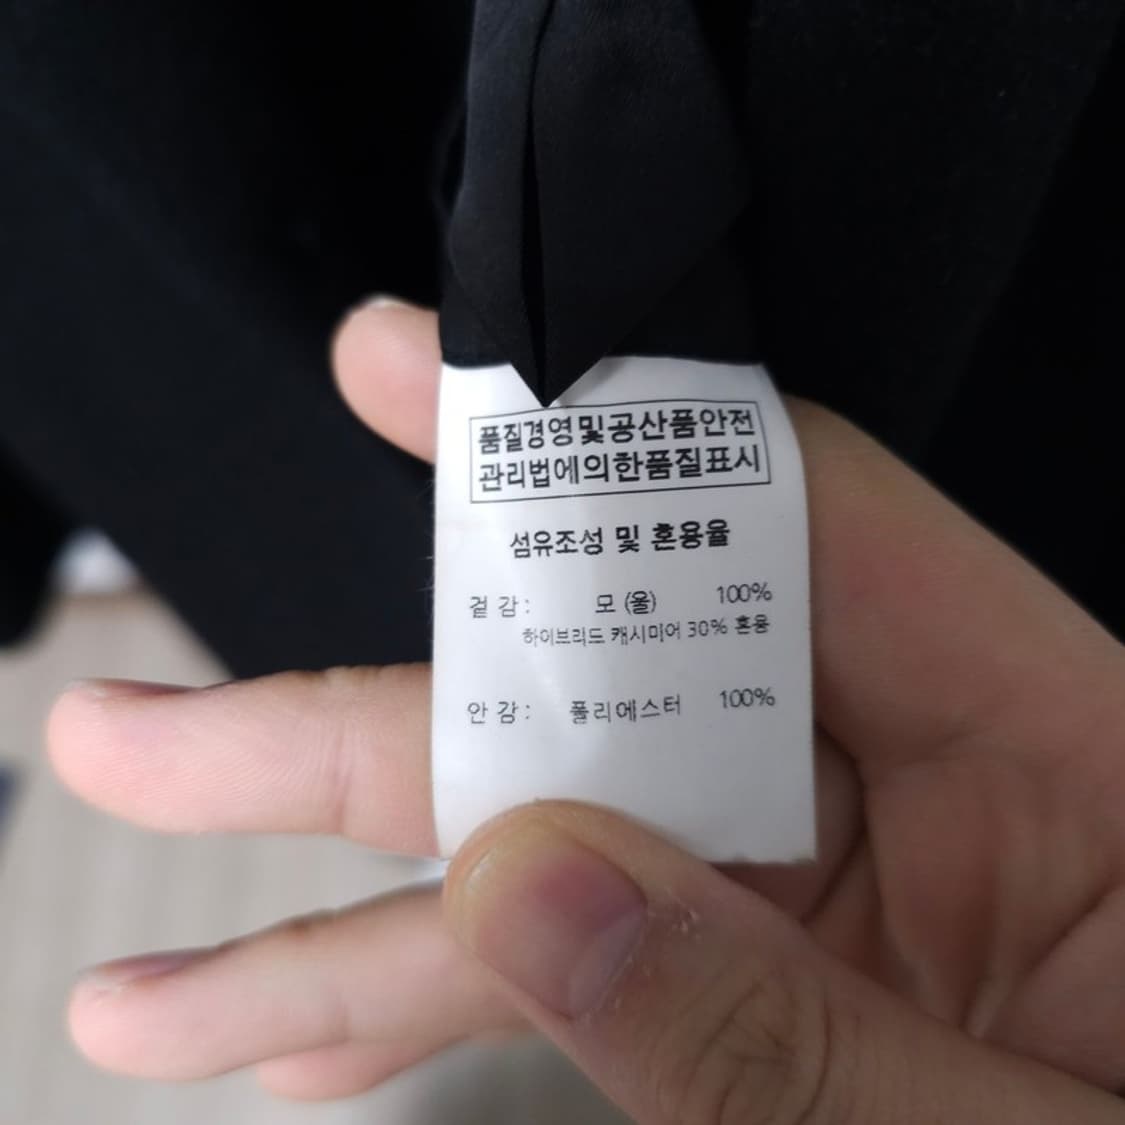 품질경영및공산품안전
관리법에의한품질표시
섬유조성 및 혼용율
겉 감 : 모 (울) 100%
하이브리드 캐시미어 30% 혼용
안 감 : 폴리에스터 100%